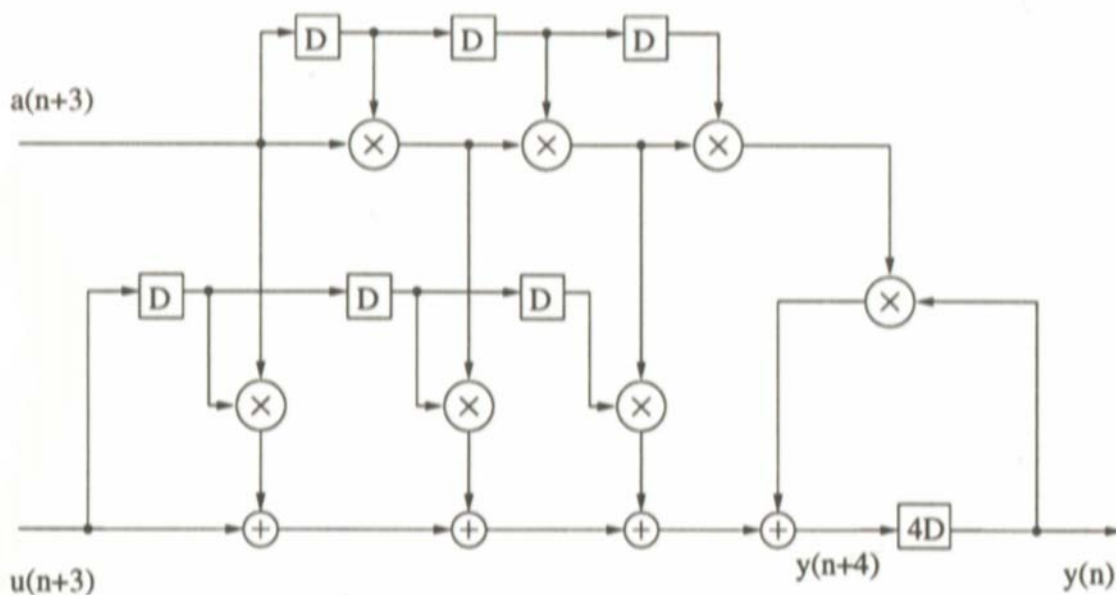 D D D
a(n+3)
× × ×
D D D
×
× × ×
+ + + + 4D
y(n+4)
y(n)
u(n+3)